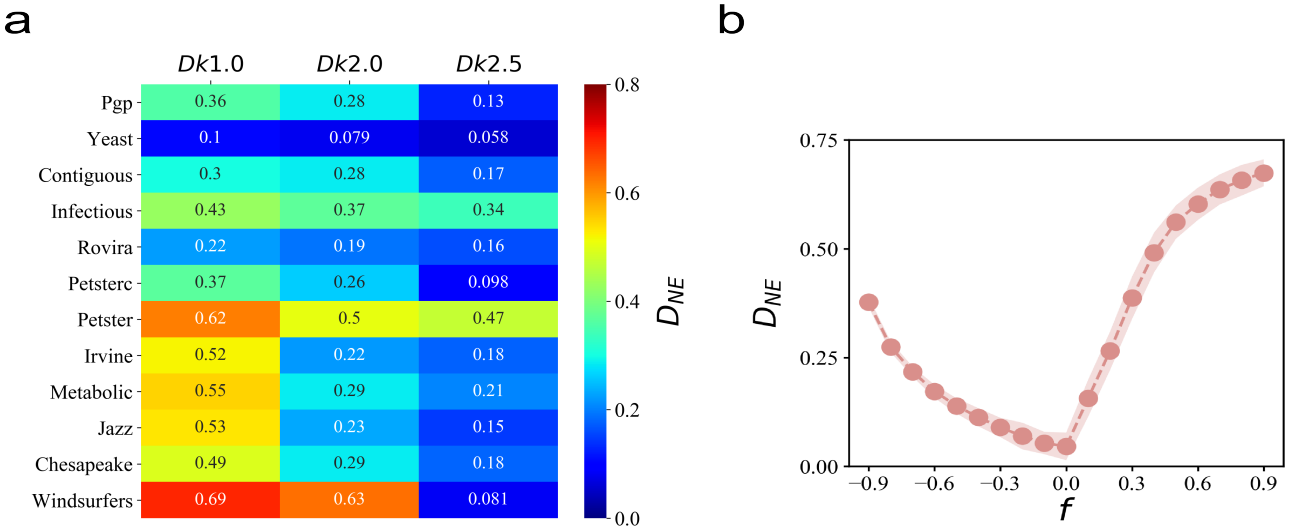 a
Dk1.0 Dk2.0 Dk2.5
Pgp 0.36 0.28 0.13
Yeast 0.1 0.079 0.058
Contiguous 0.3 0.28 0.17
Infectious 0.43 0.37 0.34
Rovira 0.22 0.19 0.16
Petsterc 0.37 0.26 0.098
Petster 0.62 0.5 0.47
Irvine 0.52 0.22 0.18
Metabolic 0.55 0.29 0.21
Jazz 0.53 0.23 0.15
Chesapeake 0.49 0.29 0.18
Windsurfers 0.69 0.63 0.081
0.8
0.6
0.4
0.2
0.0
D_NE
b
D_NE
0.75
0.50
0.25
0.00
−0.9 −0.6 −0.3 0.0 0.3 0.6 0.9
f